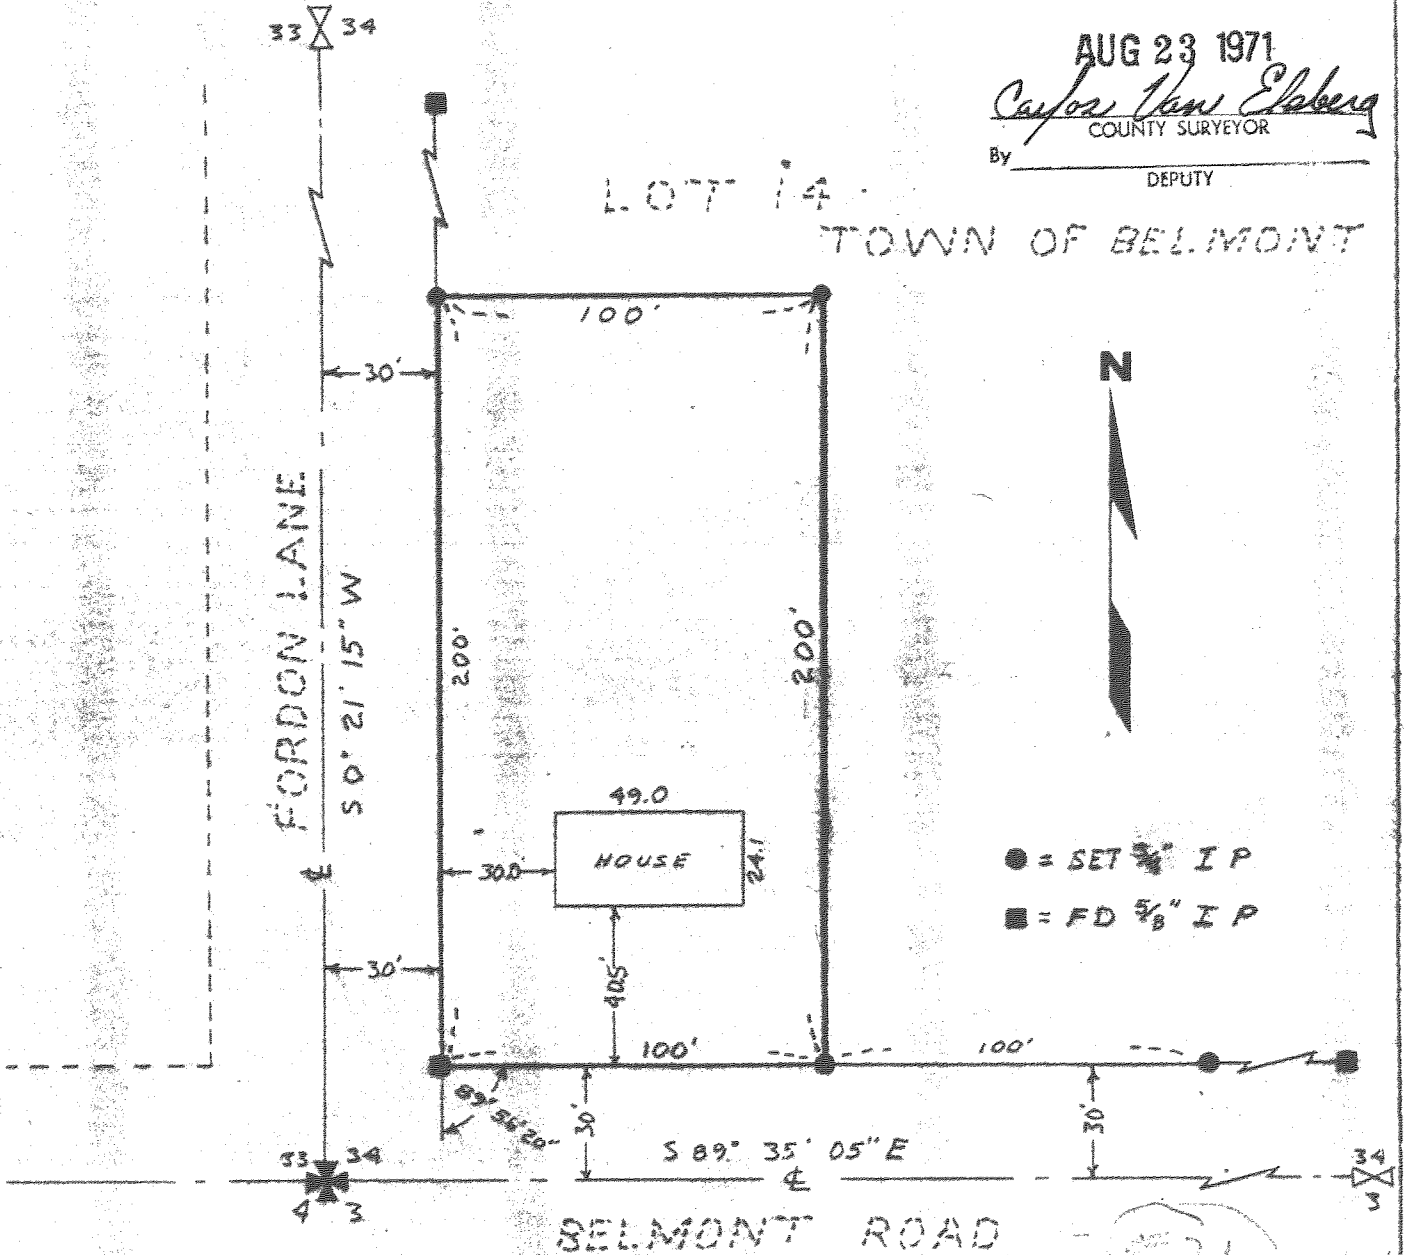 33 34
AUG 23 1971
Carlos Van Elsberg
COUNTY SURVEYOR
By
DEPUTY
LOT 14
TOWN OF BELMONT
100'
30'
N
FORDON LANE
S 0° 21' 15" W
200'
200'
49.0
HOUSE
24.1
30.0'
40.5'
= SET 3/4" I P
= FD 5/8" I P
℄
30'
100'
100'
89° 56' 20"
30'
30'
S 89° 35' 05" E
℄
33 34
4 3
34
3
BELMONT ROAD